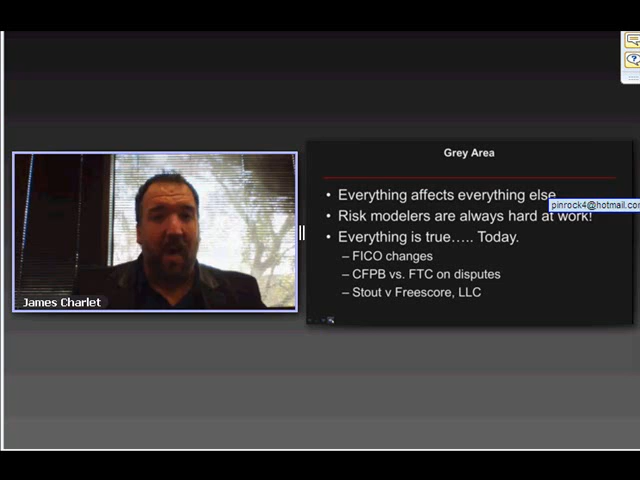 Grey Area
• Everything affects everything else
pinrock4@hotmail.com
• Risk modelers are always hard at work!
• Everything is true….. Today.
– FICO changes
– CFPB vs. FTC on disputes
– Stout v Freescore, LLC
James Charlet